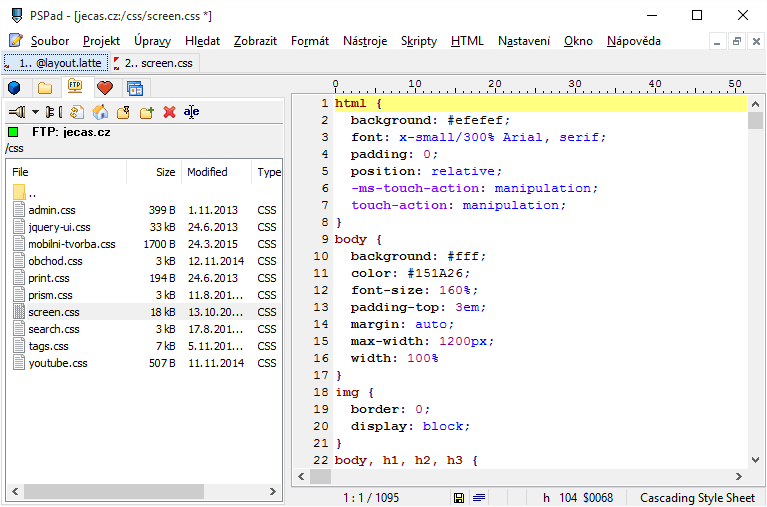 PSPad - [jecas.cz:/css/screen.css *]
Soubor Projekt Úpravy Hledat Zobrazit Formát Nástroje Skripty HTML Nastavení Okno Nápověda
1.. @layout.latte 2.. screen.css
FTP
a|e
FTP: jecas.cz
/css
File Size Modified Type
..
admin.css 399 B 1.11.2013 CSS
jquery-ui.css 33 kB 24.6.2013 CSS
mobilni-tvorba.css 1700 B 24.3.2015 CSS
obchod.css 3 kB 12.11.2014 CSS
print.css 194 B 24.6.2013 CSS
prism.css 3 kB 11.8.201... CSS
screen.css 18 kB 13.10.20... CSS
search.css 3 kB 17.8.201... CSS
tags.css 7 kB 5.11.201... CSS
youtube.css 507 B 11.11.2014 CSS
0 10 20 30 40 50
1 html {
2 background: #efefef;
3 font: x-small/300% Arial, serif;
4 padding: 0;
5 position: relative;
6 -ms-touch-action: manipulation;
7 touch-action: manipulation;
8 }
9 body {
10 background: #fff;
11 color: #151A26;
12 font-size: 160%;
13 padding-top: 3em;
14 margin: auto;
15 max-width: 1200px;
16 width: 100%
17 }
18 img {
19 border: 0;
20 display: block;
21 }
22 body, h1, h2, h3 {
1 : 1 / 1095 h 104 $0068 Cascading Style Sheet